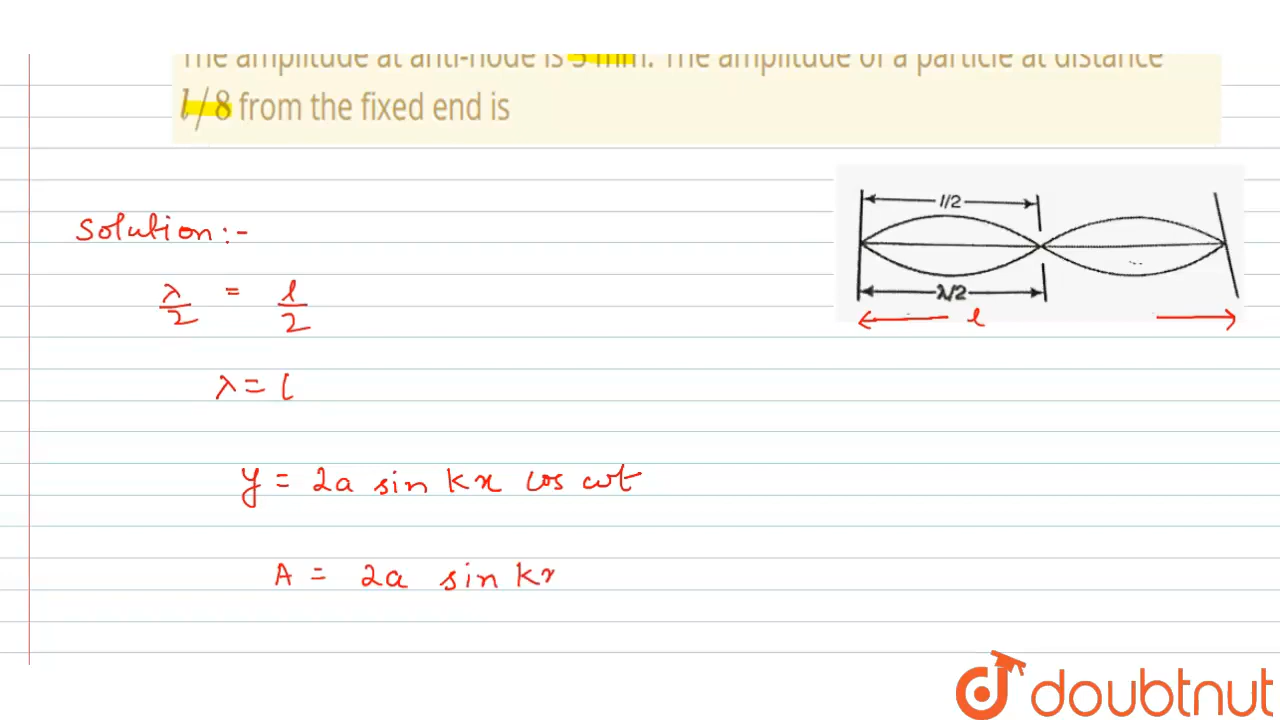 The amplitude at anti-node is mm. The amplitude of a particle at distance
l/8 from the fixed end is
Solution:-
l/2
λ/2 = l/2
λ/2
l
λ = l
y = 2a sin kx cos ωt
A = 2a sin kx
doubtnut